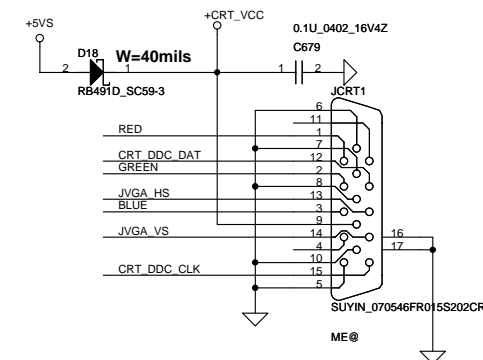 +5VS
+CRT_VCC
0.1U_0402_16V4Z
C679
D18
W=40mils
2
1
1
2
RB491D_SC59-3
JCRT1
6
11
RED
1
7
CRT_DDC_DAT
12
GREEN
2
8
JVGA_HS
13
BLUE
3
9
JVGA_VS
14
16
4
17
10
CRT_DDC_CLK
15
5
SUYIN_070546FR015S202CR
ME@